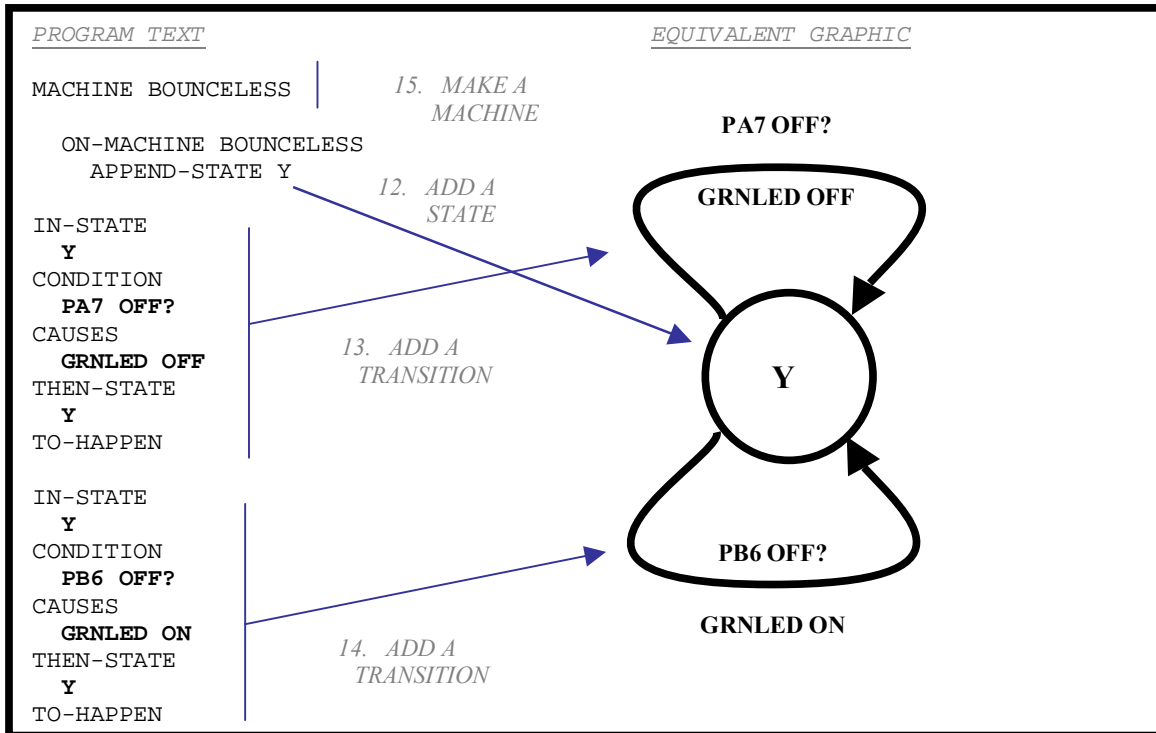 PROGRAM TEXT
EQUIVALENT GRAPHIC
MACHINE BOUNCELESS
15. MAKE A
MACHINE
ON-MACHINE BOUNCELESS
APPEND-STATE Y
12. ADD A
STATE
IN-STATE
Y
CONDITION
PA7 OFF?
CAUSES
GRNLED OFF
THEN-STATE
Y
TO-HAPPEN
13. ADD A
TRANSITION
IN-STATE
Y
CONDITION
PB6 OFF?
CAUSES
GRNLED ON
THEN-STATE
Y
TO-HAPPEN
14. ADD A
TRANSITION
PA7 OFF?
GRNLED OFF
Y
PB6 OFF?
GRNLED ON